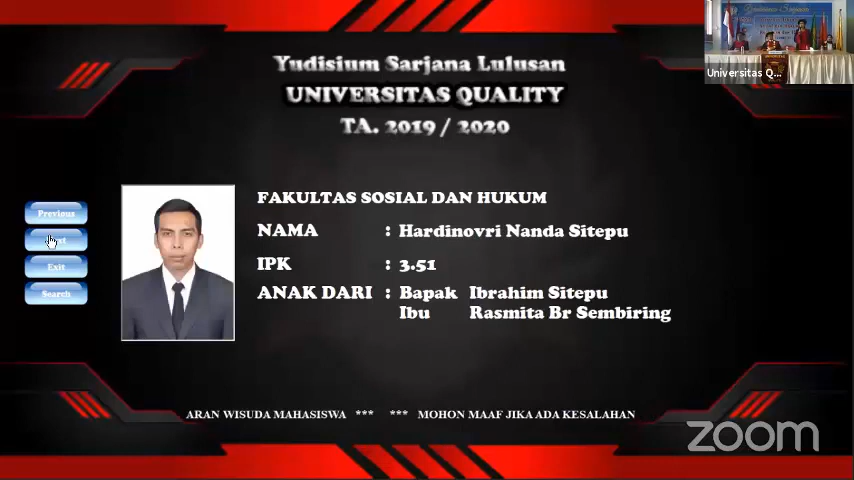 Yudisium Sarjana Lulusan
UNIVERSITAS QUALITY
TA. 2019 / 2020
Universitas Q...
FAKULTAS SOSIAL DAN HUKUM
NAMA : Hardinovri Nanda Sitepu
IPK : 3.51
ANAK DARI : Bapak Ibrahim Sitepu
Ibu Rasmita Br Sembiring
Previous
Exit
Search
ARAN WISUDA MAHASISWA *** *** MOHON MAAF JIKA ADA KESALAHAN
zoom